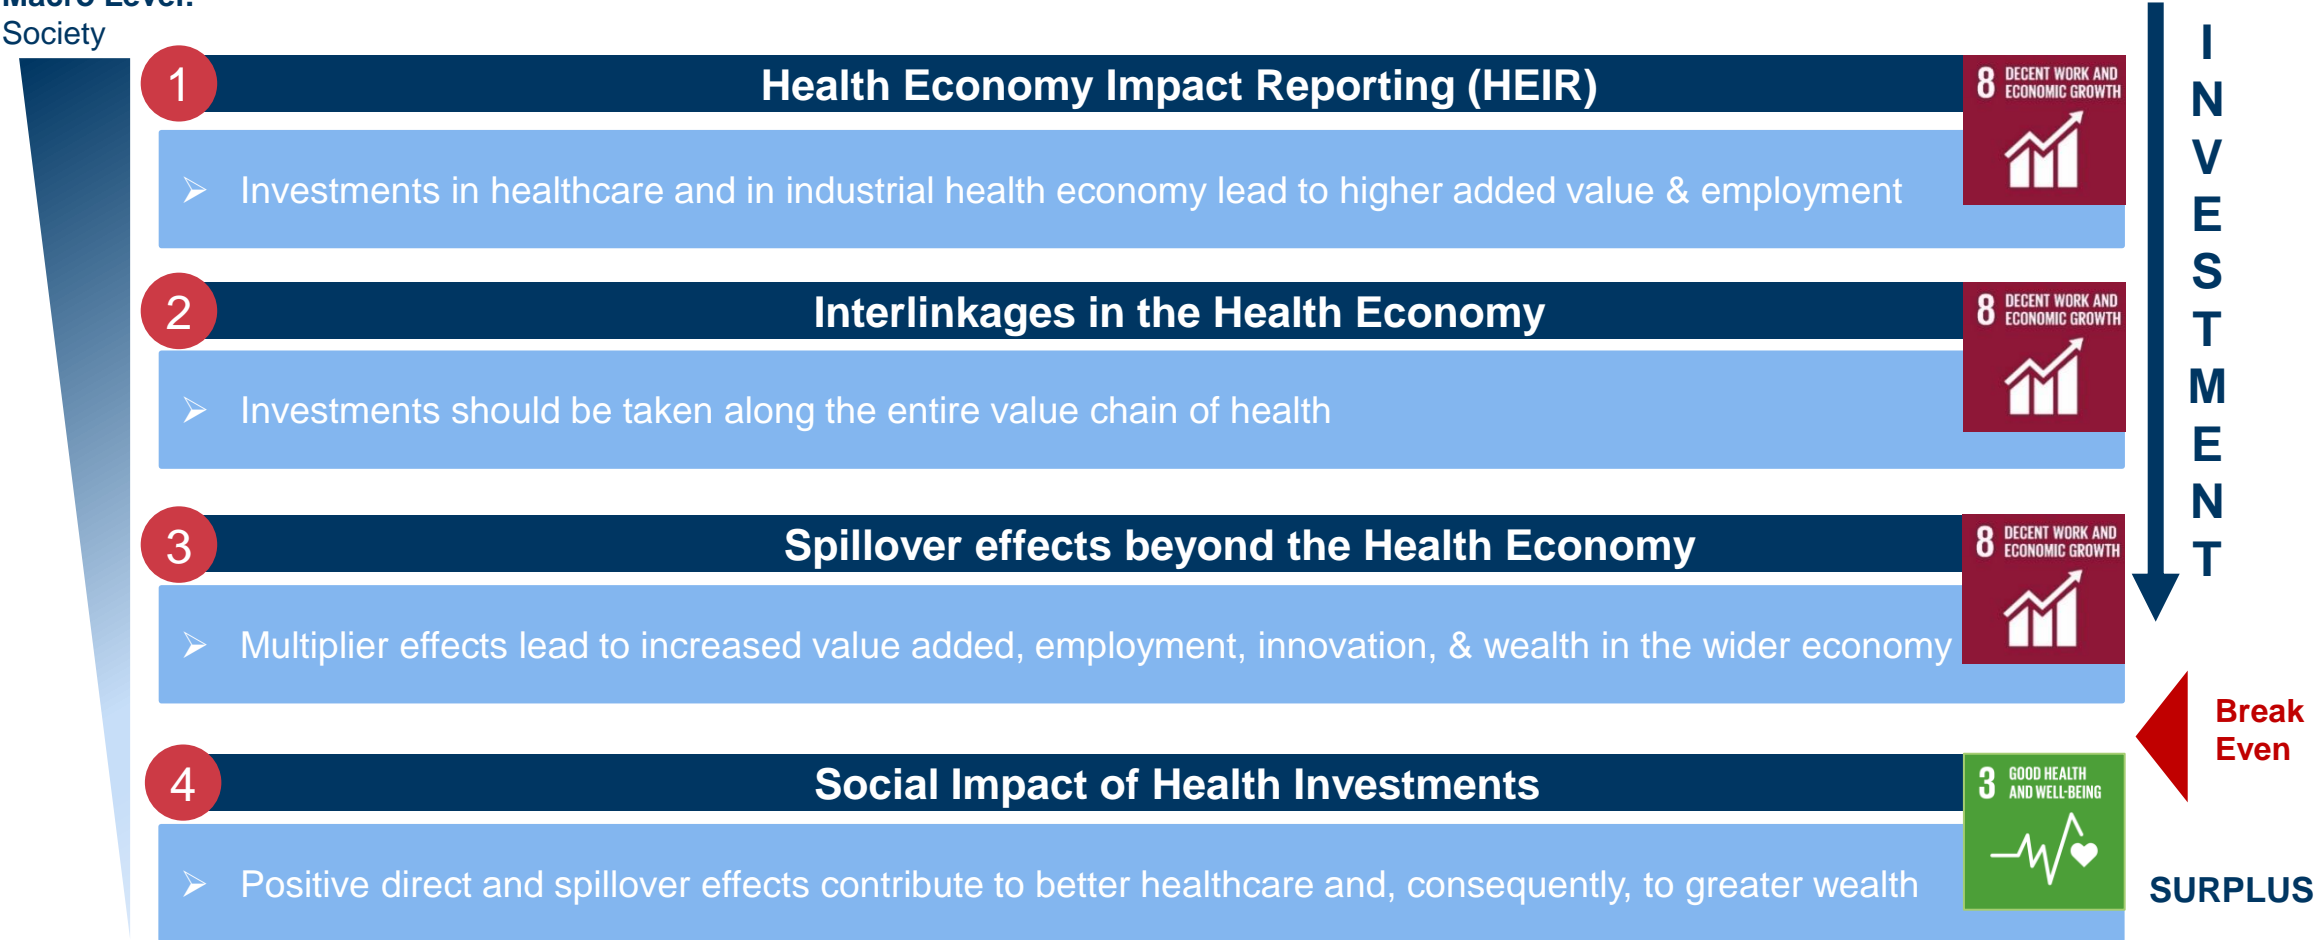 Macro Level:
Society
1
Health Economy Impact Reporting (HEIR)
8 DECENT WORK AND
ECONOMIC GROWTH
➢ Investments in healthcare and in industrial health economy lead to higher added value & employment
2
Interlinkages in the Health Economy
8 DECENT WORK AND
ECONOMIC GROWTH
➢ Investments should be taken along the entire value chain of health
3
Spillover effects beyond the Health Economy
8 DECENT WORK AND
ECONOMIC GROWTH
➢ Multiplier effects lead to increased value added, employment, innovation, & wealth in the wider economy
4
Social Impact of Health Investments
3 GOOD HEALTH
AND WELL-BEING
➢ Positive direct and spillover effects contribute to better healthcare and, consequently, to greater wealth
I
N
V
E
S
T
M
E
N
T
Break
Even
SURPLUS